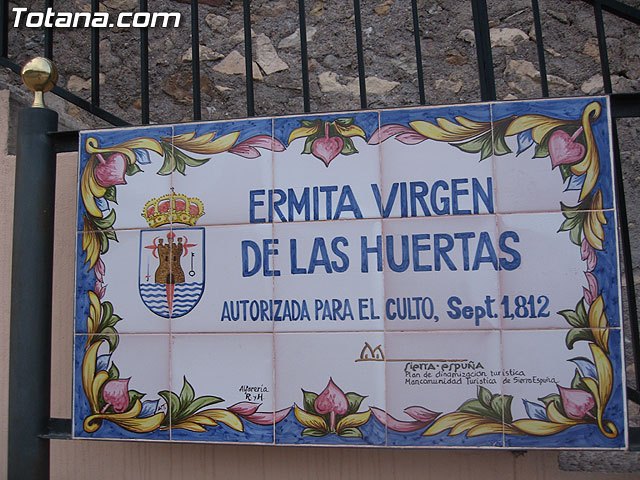 Totana.com
ERMITA VIRGEN
DE LAS HUERTAS
AUTORIZADA PARA EL CULTO, Sept. 1,812
Sierra·espuña
Plan de dinamización turística
Mancomunidad Turística de Sierra Espuña
Alfarería
R y H